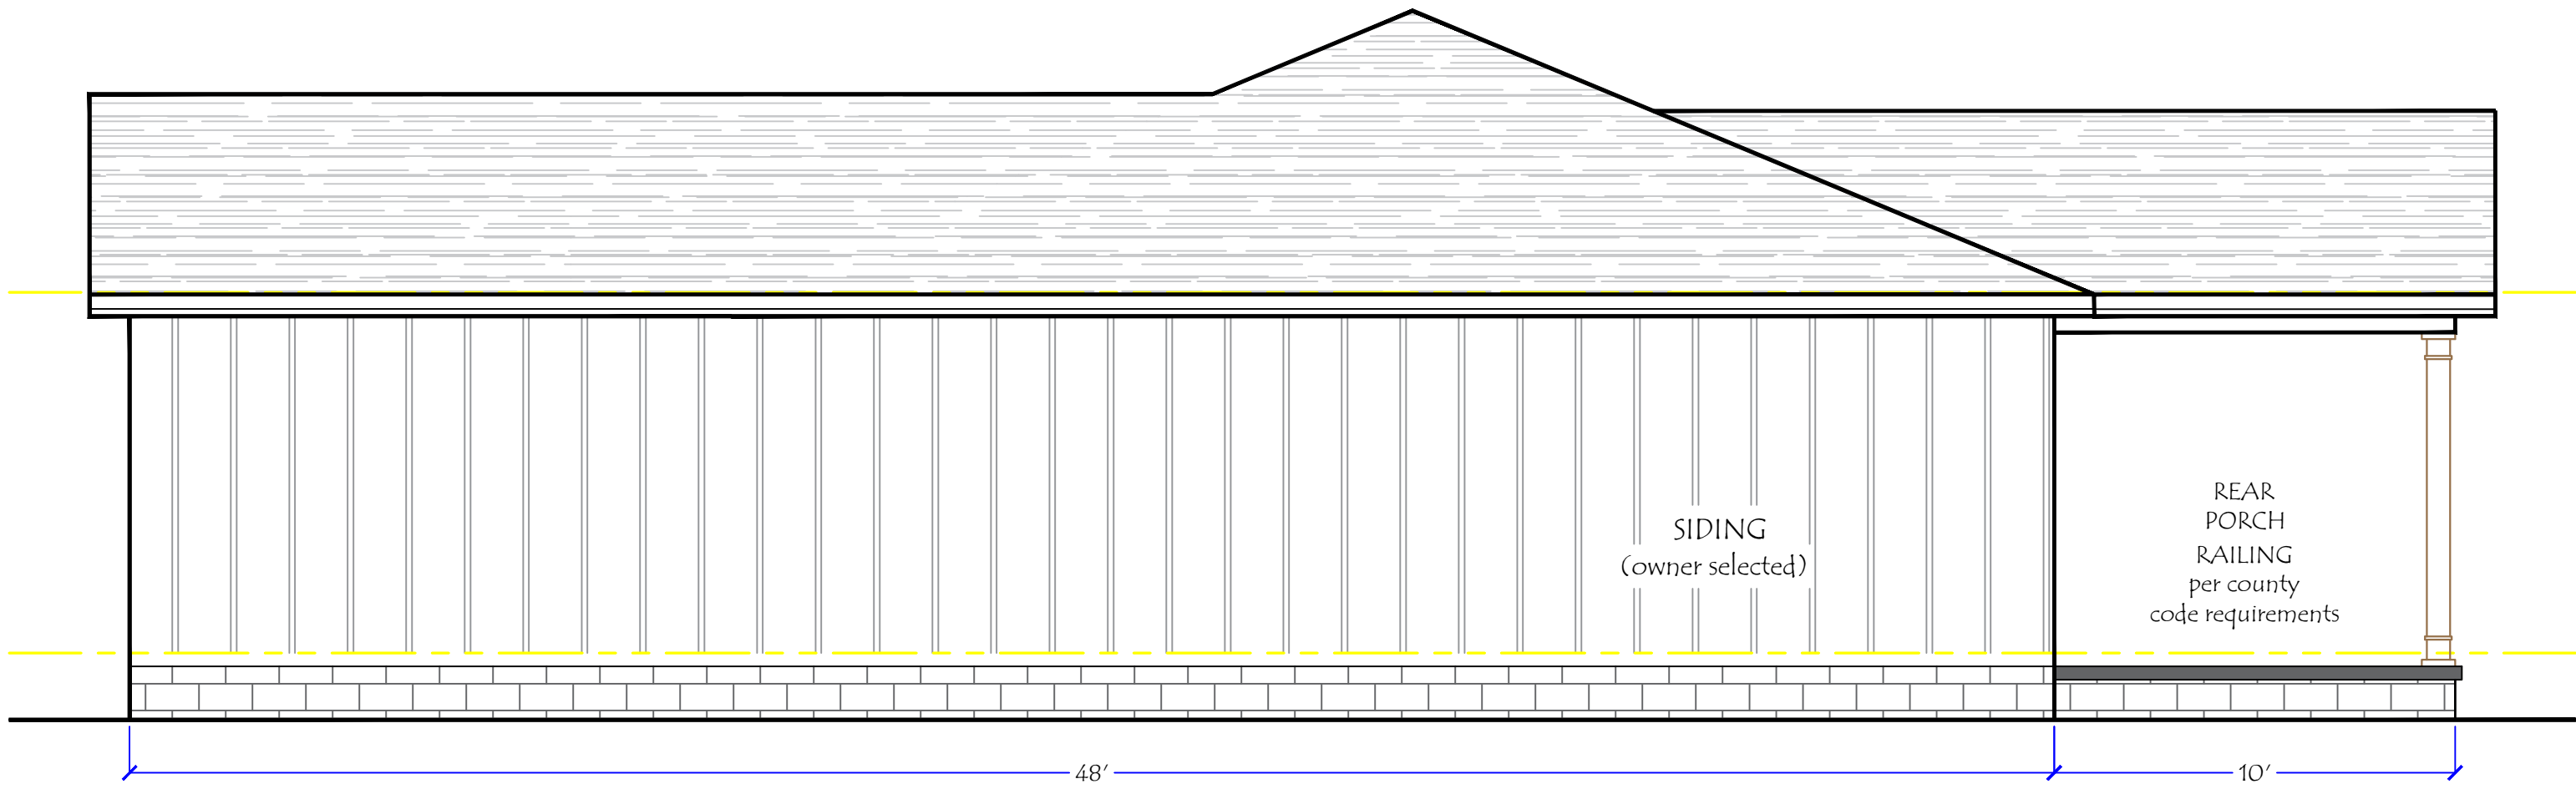 SIDING
(owner selected)
REAR
PORCH
RAILING
per county
code requirements
48'
10'